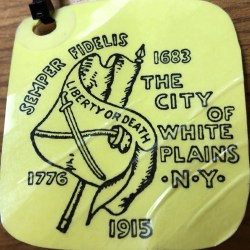 SEMPER FIDELIS
1683
LIBERTY OR DEATH
THE
CITY
OF
WHITE
PLAINS
·N·Y·
1776
1915